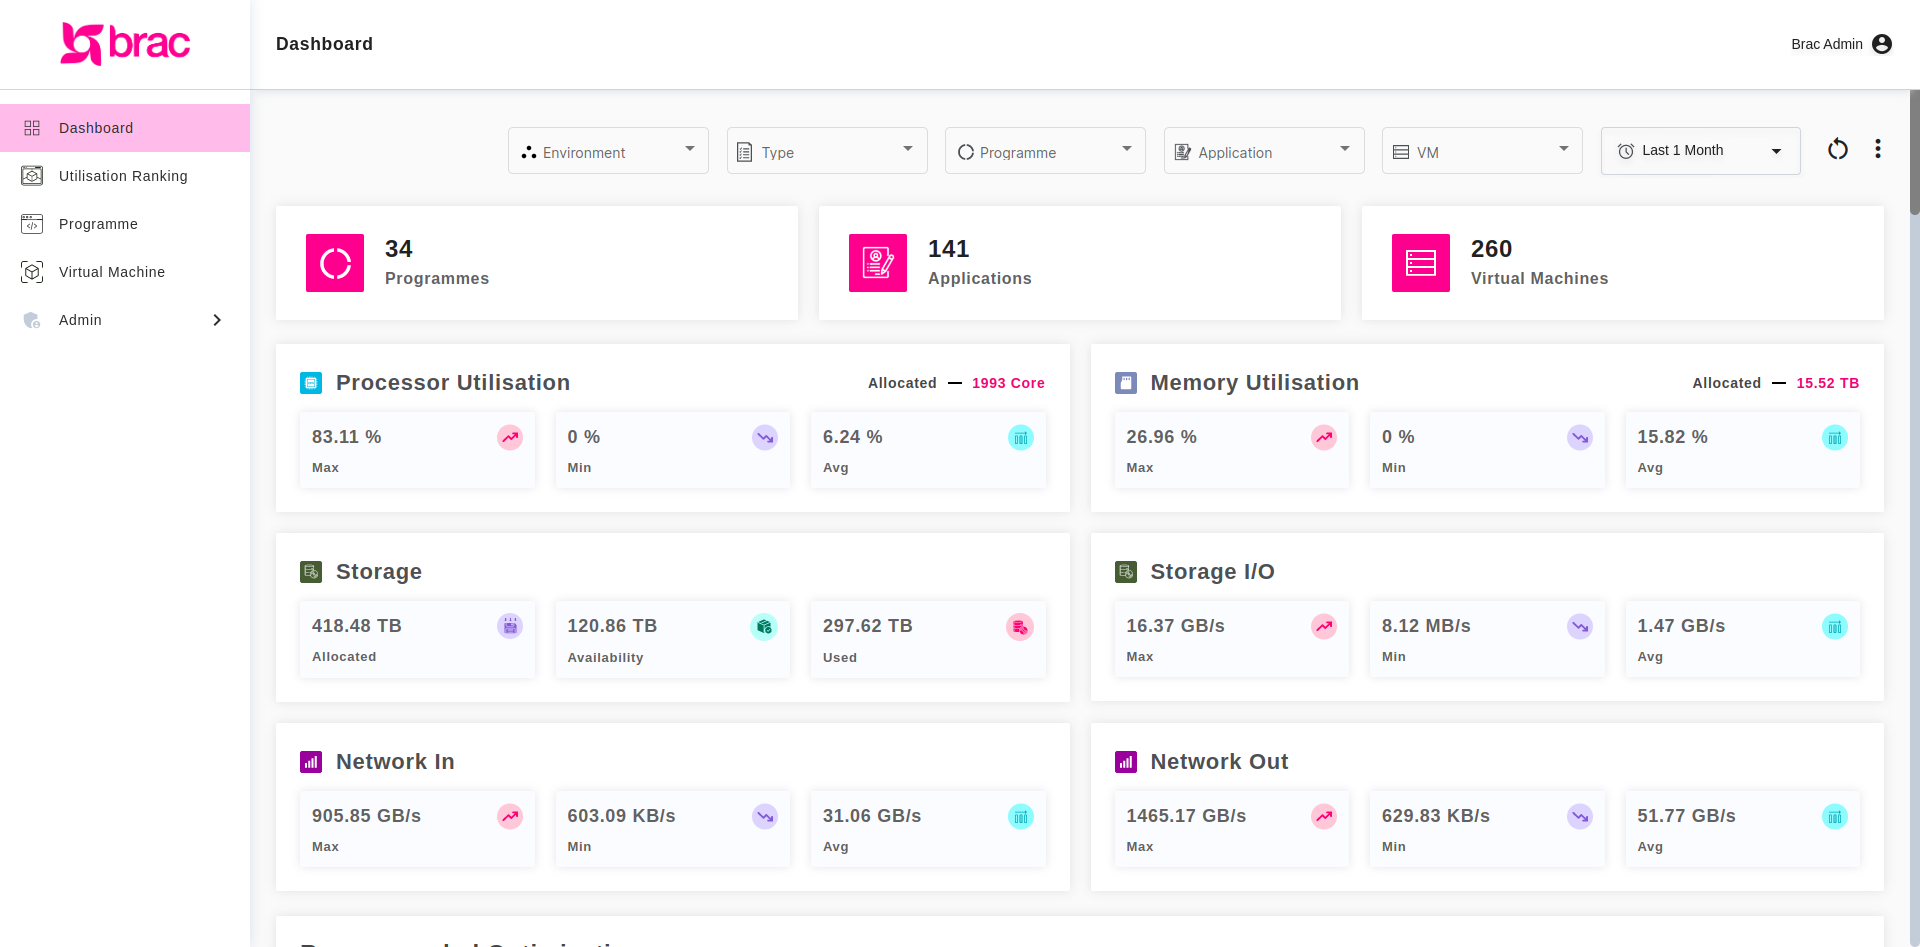 brac
Dashboard
Brac Admin
Dashboard
Utilisation Ranking
Programme
Virtual Machine
Admin
Environment
Type
Programme
Application
VM
Last 1 Month
34
Programmes
141
Applications
260
Virtual Machines
Processor Utilisation
Allocated — 1993 Core
83.11 %
Max
0 %
Min
6.24 %
Avg
Memory Utilisation
Allocated — 15.52 TB
26.96 %
Max
0 %
Min
15.82 %
Avg
Storage
418.48 TB
Allocated
120.86 TB
Availability
297.62 TB
Used
Storage I/O
16.37 GB/s
Max
8.12 MB/s
Min
1.47 GB/s
Avg
Network In
905.85 GB/s
Max
603.09 KB/s
Min
31.06 GB/s
Avg
Network Out
1465.17 GB/s
Max
629.83 KB/s
Min
51.77 GB/s
Avg